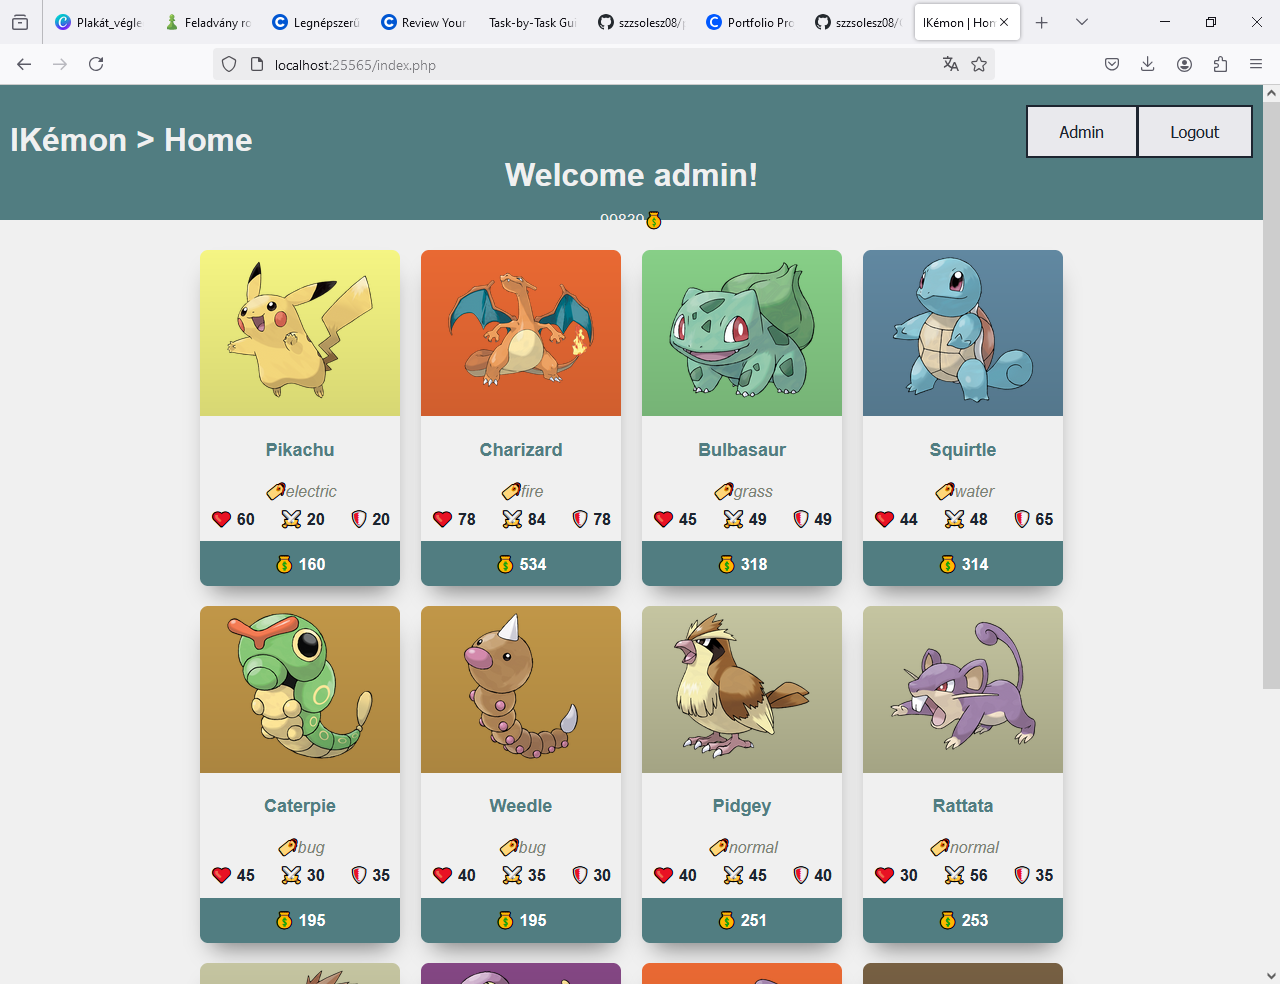 Plakát_végle
Feladvány ro
Legnépszerű
Review Your
Task-by-Task Gui
szzsolesz08/p
Portfolio Pro
szzsolesz08/
IKémon | Hom
localhost:25565/index.php
IKémon > Home
Admin
Logout
Welcome admin!
99839
Pikachu
electric
60 20 20
160
Charizard
fire
78 84 78
534
Bulbasaur
grass
45 49 49
318
Squirtle
water
44 48 65
314
Caterpie
bug
45 30 35
195
Weedle
bug
40 35 30
195
Pidgey
normal
40 45 40
251
Rattata
normal
30 56 35
253